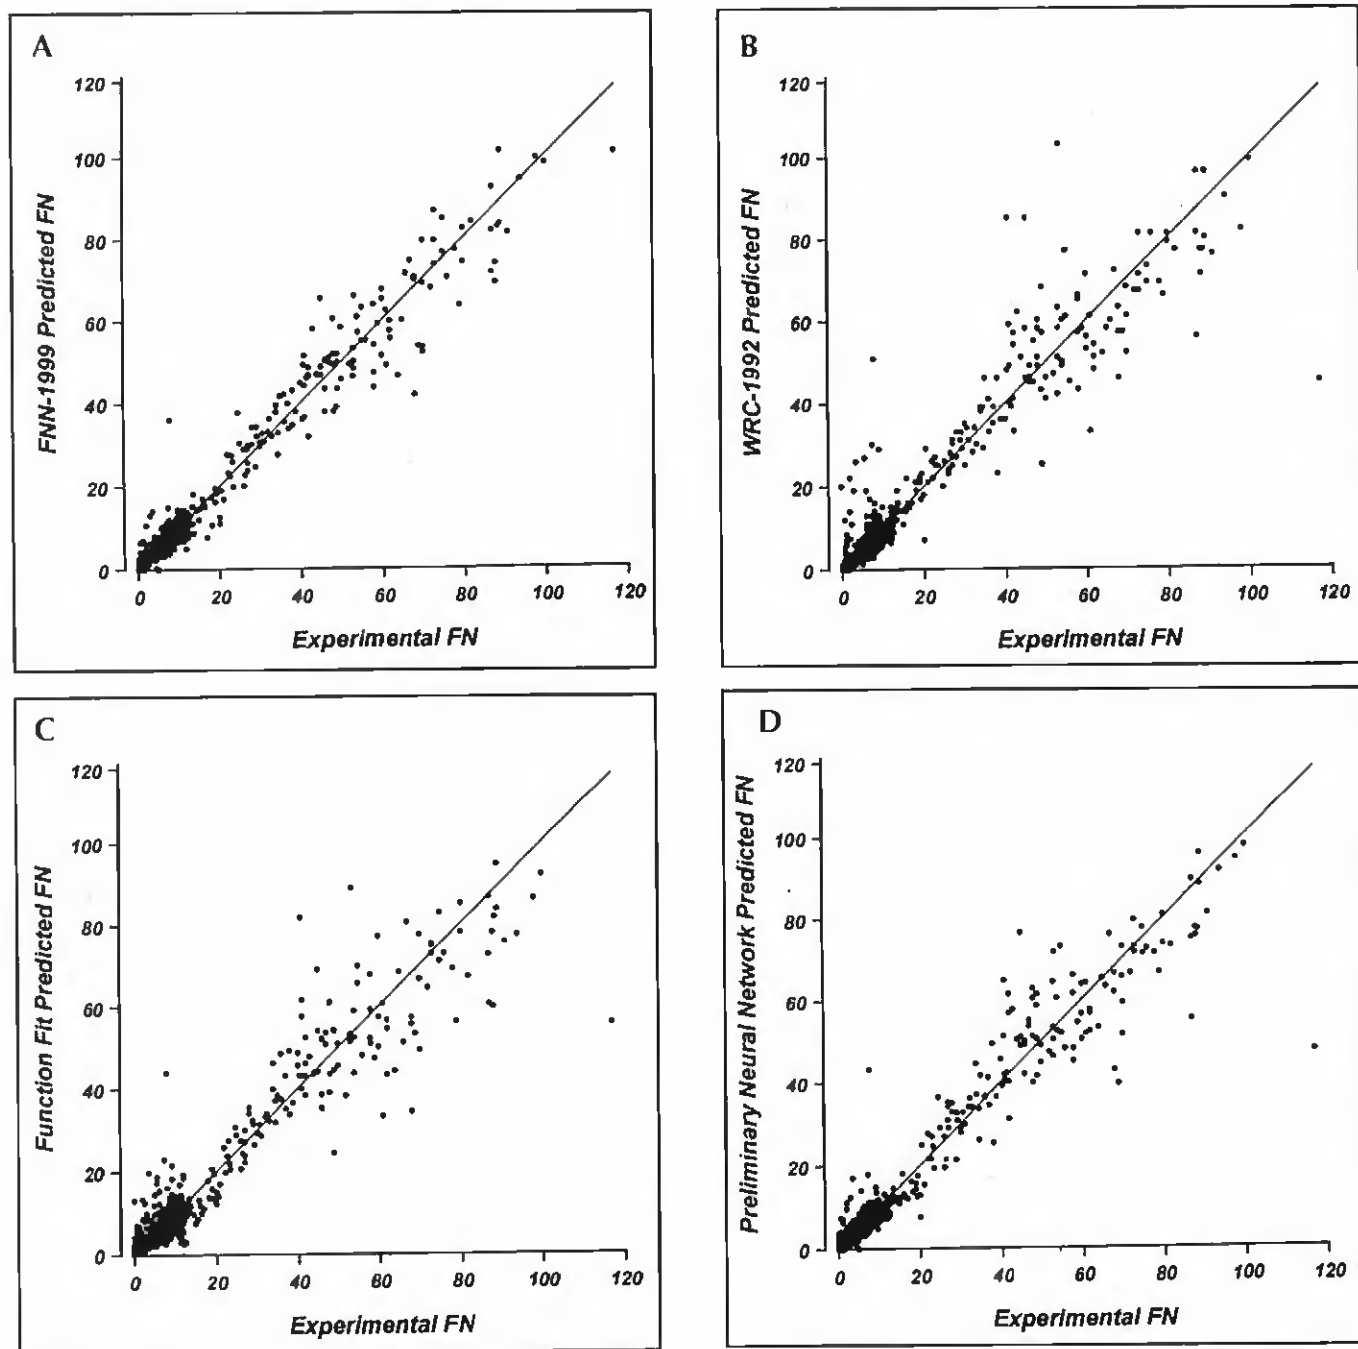 A
120
100
80
60
40
20
0
FNN-1999 Predicted FN
0 20 40 60 80 100 120
Experimental FN
B
120
100
80
60
40
20
0
WRC-1992 Predicted FN
0 20 40 60 80 100 120
Experimental FN
C
120
100
80
60
40
20
0
Function Fit Predicted FN
0 20 40 60 80 100 120
Experimental FN
D
120
100
80
60
40
20
0
Preliminary Neural Network Predicted FN
0 20 40 60 80 100 120
Experimental FN